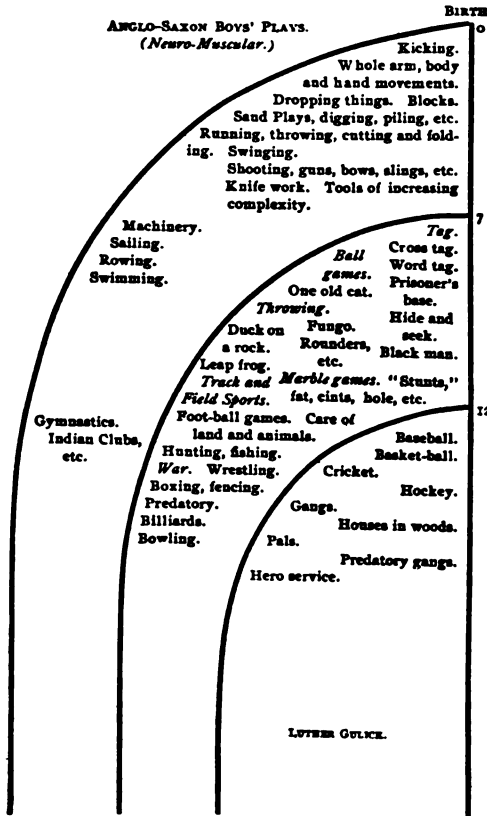 BIRTH
0
ANGLO-SAXON BOYS' PLAYS.
(Neuro-Muscular.)
Kicking.
Whole arm, body
and hand movements.
Dropping things. Blocks.
Sand Plays, digging, piling, etc.
Running, throwing, cutting and fold-
ing. Swinging.
Shooting, guns, bows, slings, etc.
Knife work. Tools of increasing
complexity.
Machinery.
Sailing.
Rowing.
Swimming.
Gymnastics.
Indian Clubs,
etc.
7
Tag.
Cross tag.
Word tag.
Prisoner's
base.
Hide and
seek.
Black man.
Ball
games.
One old cat.
Fungo.
Rounders,
etc.
Throwing.
Duck on
a rock.
Leap frog.
Marble games. "Stunts,"
fat, cints, hole, etc.
Track and
Field Sports.
Foot-ball games. Care of
land and animals.
Hunting, fishing.
War. Wrestling.
Boxing, fencing.
Predatory.
Billiards.
Bowling.
12
Baseball.
Basket-ball.
Cricket.
Hockey.
Gangs.
Houses in woods.
Pals.
Predatory gangs.
Hero service.
LUTHER GULICK.